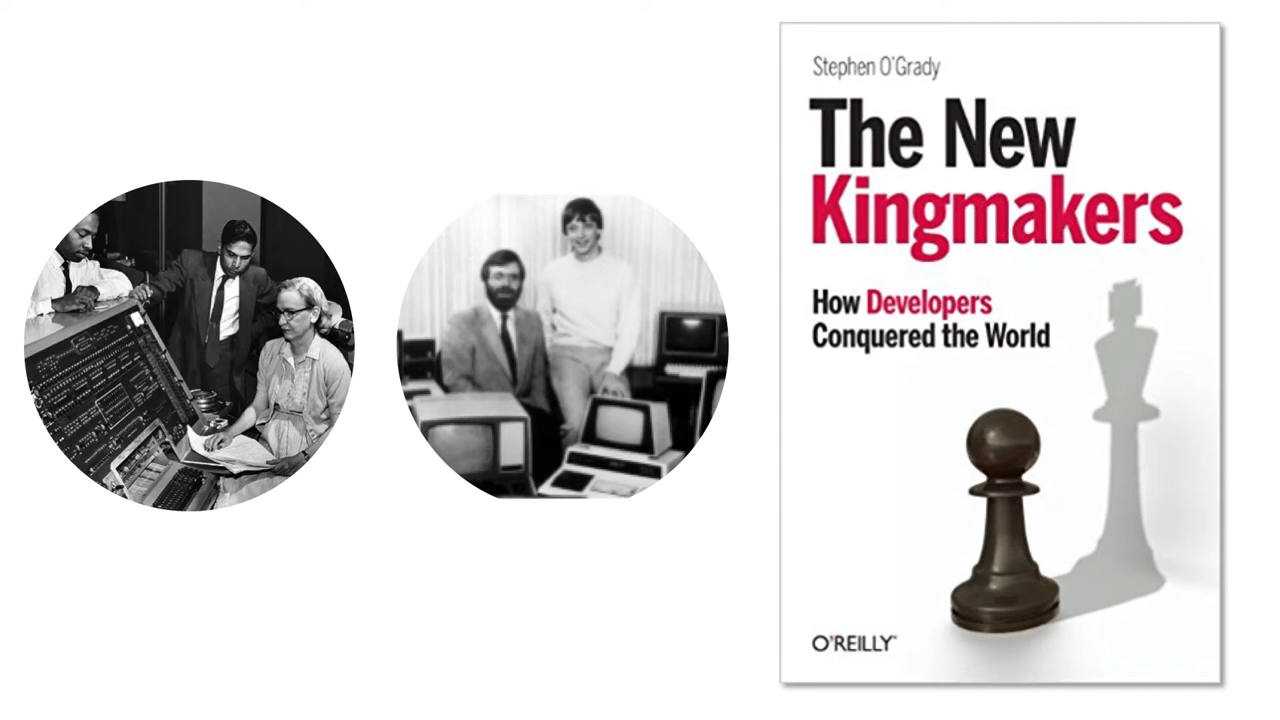 Stephen O'Grady
The New
Kingmakers
How Developers
Conquered the World
O'REILLY®